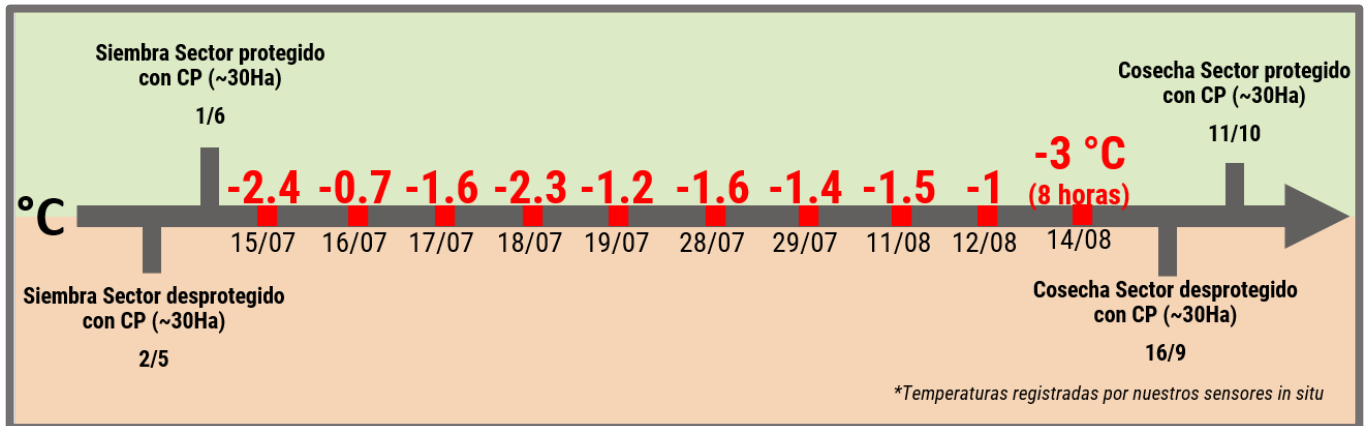 Siembra Sector protegido
con CP (~30Ha)
1/6
Cosecha Sector protegido
con CP (~30Ha)
11/10
°C
-2.4 -0.7 -1.6 -2.3 -1.2 -1.6 -1.4 -1.5 -1 -3 °C
(8 horas)
15/07 16/07 17/07 18/07 19/07 28/07 29/07 11/08 12/08 14/08
Siembra Sector desprotegido
con CP (~30Ha)
2/5
Cosecha Sector desprotegido
con CP (~30Ha)
16/9
*Temperaturas registradas por nuestros sensores in situ